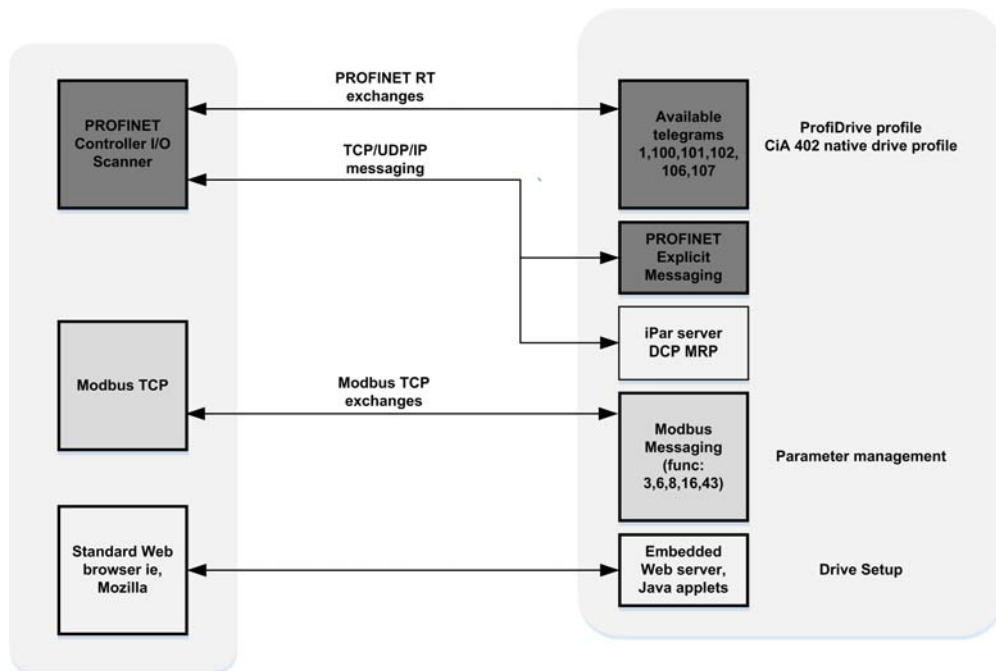 PROFINET
Controller I/O
Scanner
PROFINET RT
exchanges
TCP/UDP/IP
messaging
Available
telegrams
1,100,101,102,
106,107
ProfiDrive profile
CiA 402 native drive profile
PROFINET
Explicit
Messaging
iPar server
DCP MRP
Modbus TCP
Modbus TCP
exchanges
Modbus
Messaging
(func:
3,6,8,16,43)
Parameter management
Standard Web
browser ie,
Mozilla
Embedded
Web server,
Java applets
Drive Setup